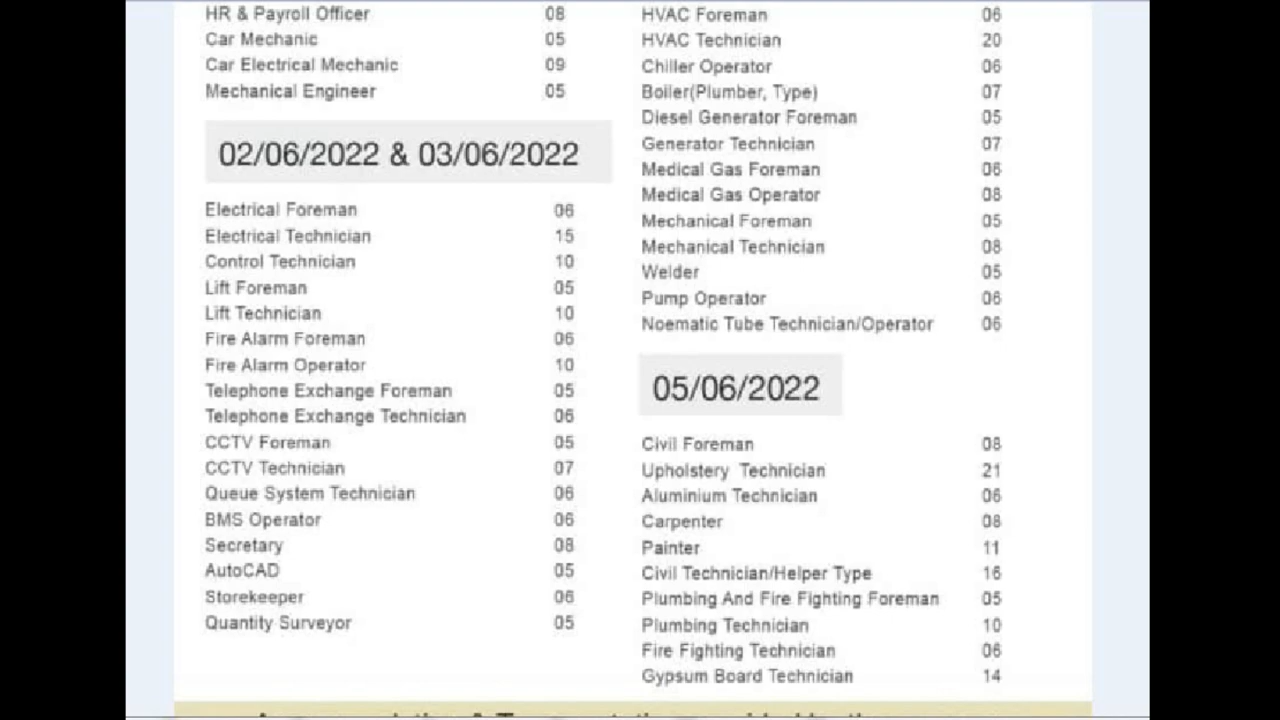 HR & Payroll Officer 08
Car Mechanic 05
Car Electrical Mechanic 09
Mechanical Engineer 05
02/06/2022 & 03/06/2022
Electrical Foreman 06
Electrical Technician 15
Control Technician 10
Lift Foreman 05
Lift Technician 10
Fire Alarm Foreman 06
Fire Alarm Operator 10
Telephone Exchange Foreman 05
Telephone Exchange Technician 06
CCTV Foreman 05
CCTV Technician 07
Queue System Technician 06
BMS Operator 06
Secretary 08
AutoCAD 05
Storekeeper 06
Quantity Surveyor 05
HVAC Foreman 06
HVAC Technician 20
Chiller Operator 06
Boiler(Plumber, Type) 07
Diesel Generator Foreman 05
Generator Technician 07
Medical Gas Foreman 06
Medical Gas Operator 08
Mechanical Foreman 05
Mechanical Technician 08
Welder 05
Pump Operator 06
Noematic Tube Technician/Operator 06
05/06/2022
Civil Foreman 08
Upholstery Technician 21
Aluminium Technician 06
Carpenter 08
Painter 11
Civil Technician/Helper Type 16
Plumbing And Fire Fighting Foreman 05
Plumbing Technician 10
Fire Fighting Technician 06
Gypsum Board Technician 14